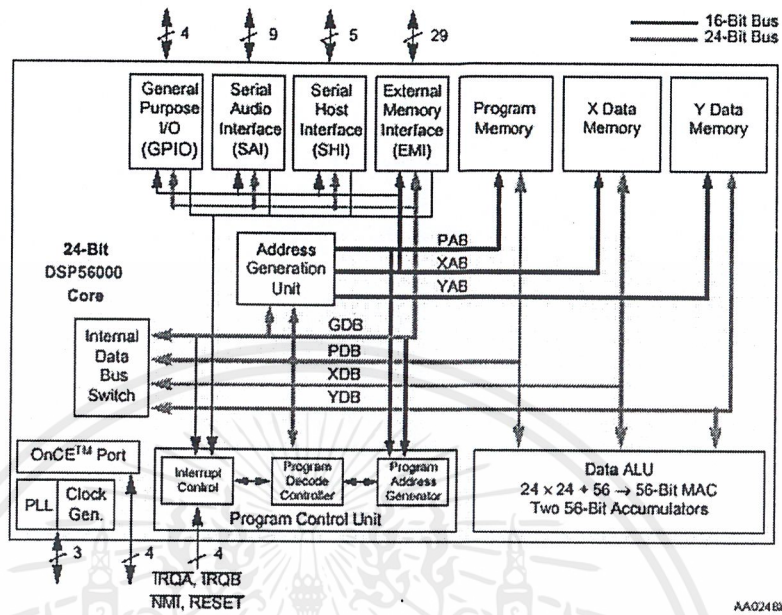 4
9
5
29
16-Bit Bus
24-Bit Bus
General
Purpose
I/O
(GPIO)
Serial
Audio
Interface
(SAI)
Serial
Host
Interface
(SHI)
External
Memory
Interface
(EMI)
Program
Memory
X Data
Memory
Y Data
Memory
24-Bit
DSP56000
Core
Address
Generation
Unit
PAB
XAB
YAB
GDB
PDB
XDB
YDB
Internal
Data
Bus
Switch
OnCE™ Port
PLL
Clock
Gen.
Interrupt
Control
Program
Decode
Controller
Program
Address
Generator
Program Control Unit
Data ALU
24 x 24 + 56 → 56-Bit MAC
Two 56-Bit Accumulators
3
4
4
IRQA, IRQB
NMI, RESET